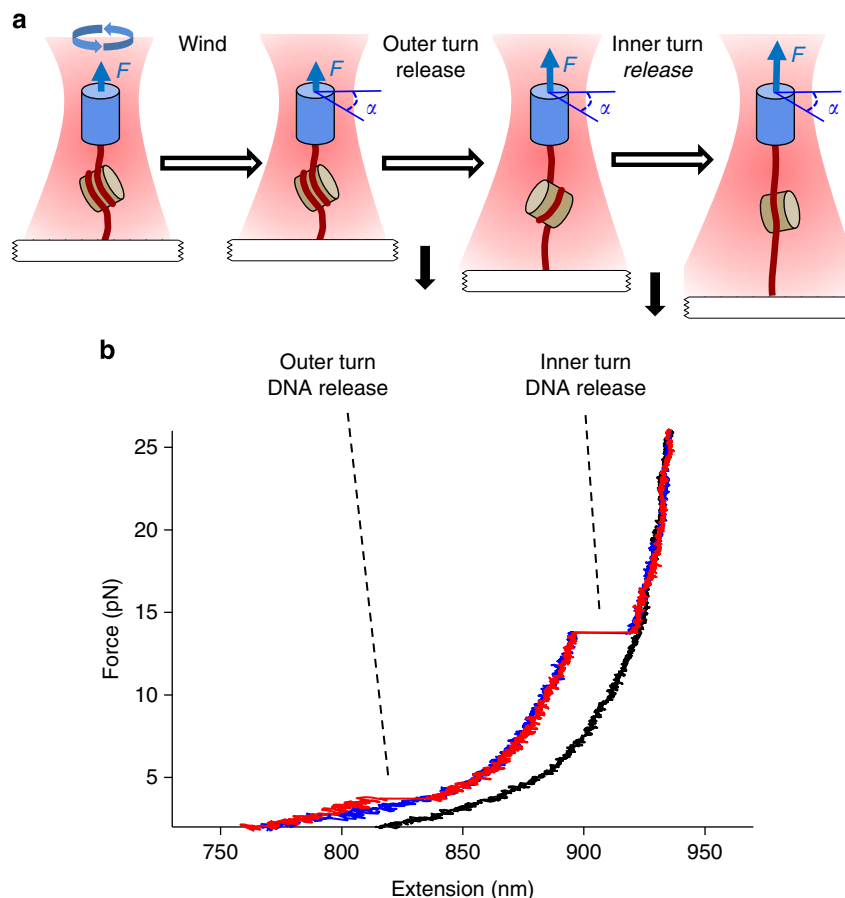 a
Wind
Outer turn
release
Inner turn
release
F
F
α
F
α
F
α
b
Outer turn
DNA release
Inner turn
DNA release
25
20
15
10
5
Force (pN)
750
800
850
900
950
Extension (nm)